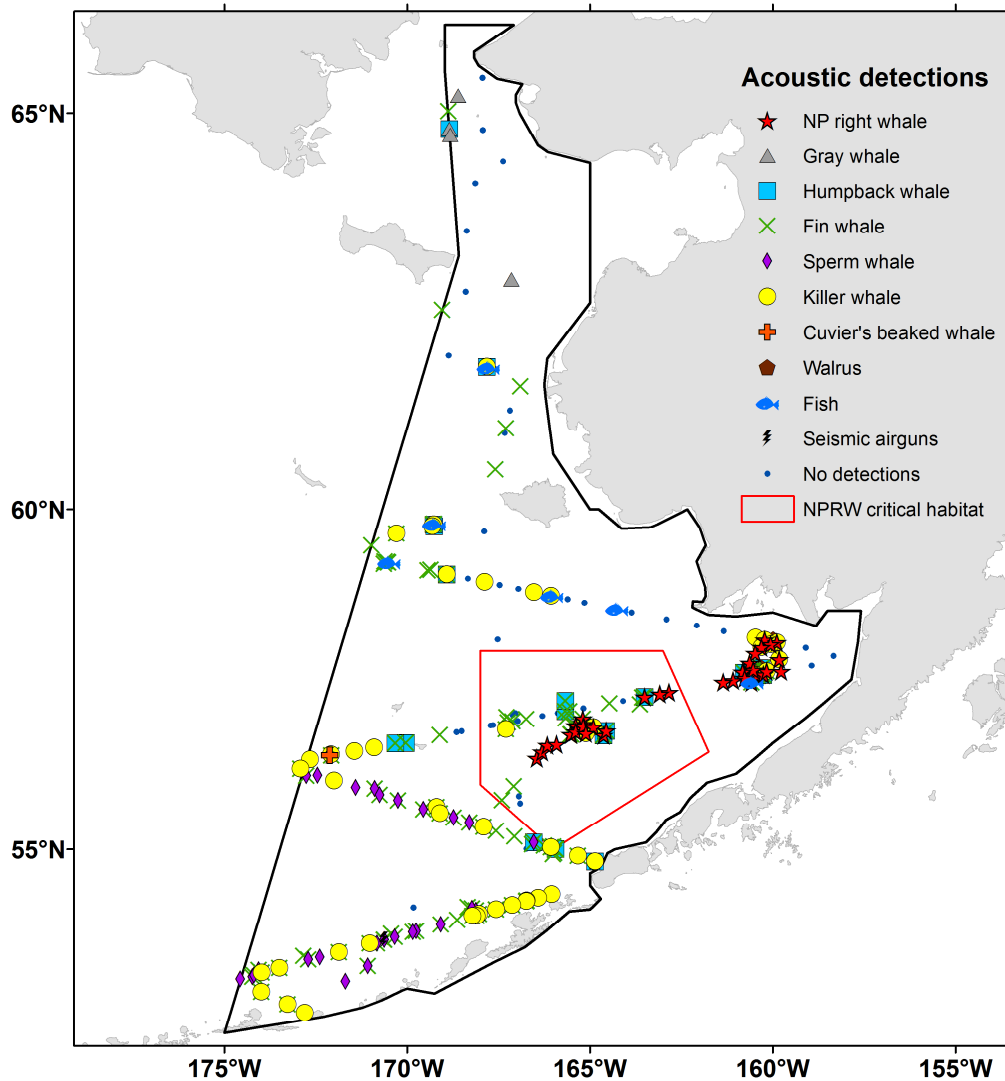 Acoustic detections
NP right whale
Gray whale
Humpback whale
Fin whale
Sperm whale
Killer whale
Cuvier's beaked whale
Walrus
Fish
Seismic airguns
No detections
NPRW critical habitat
65°N
60°N
55°N
175°W
170°W
165°W
160°W
155°W